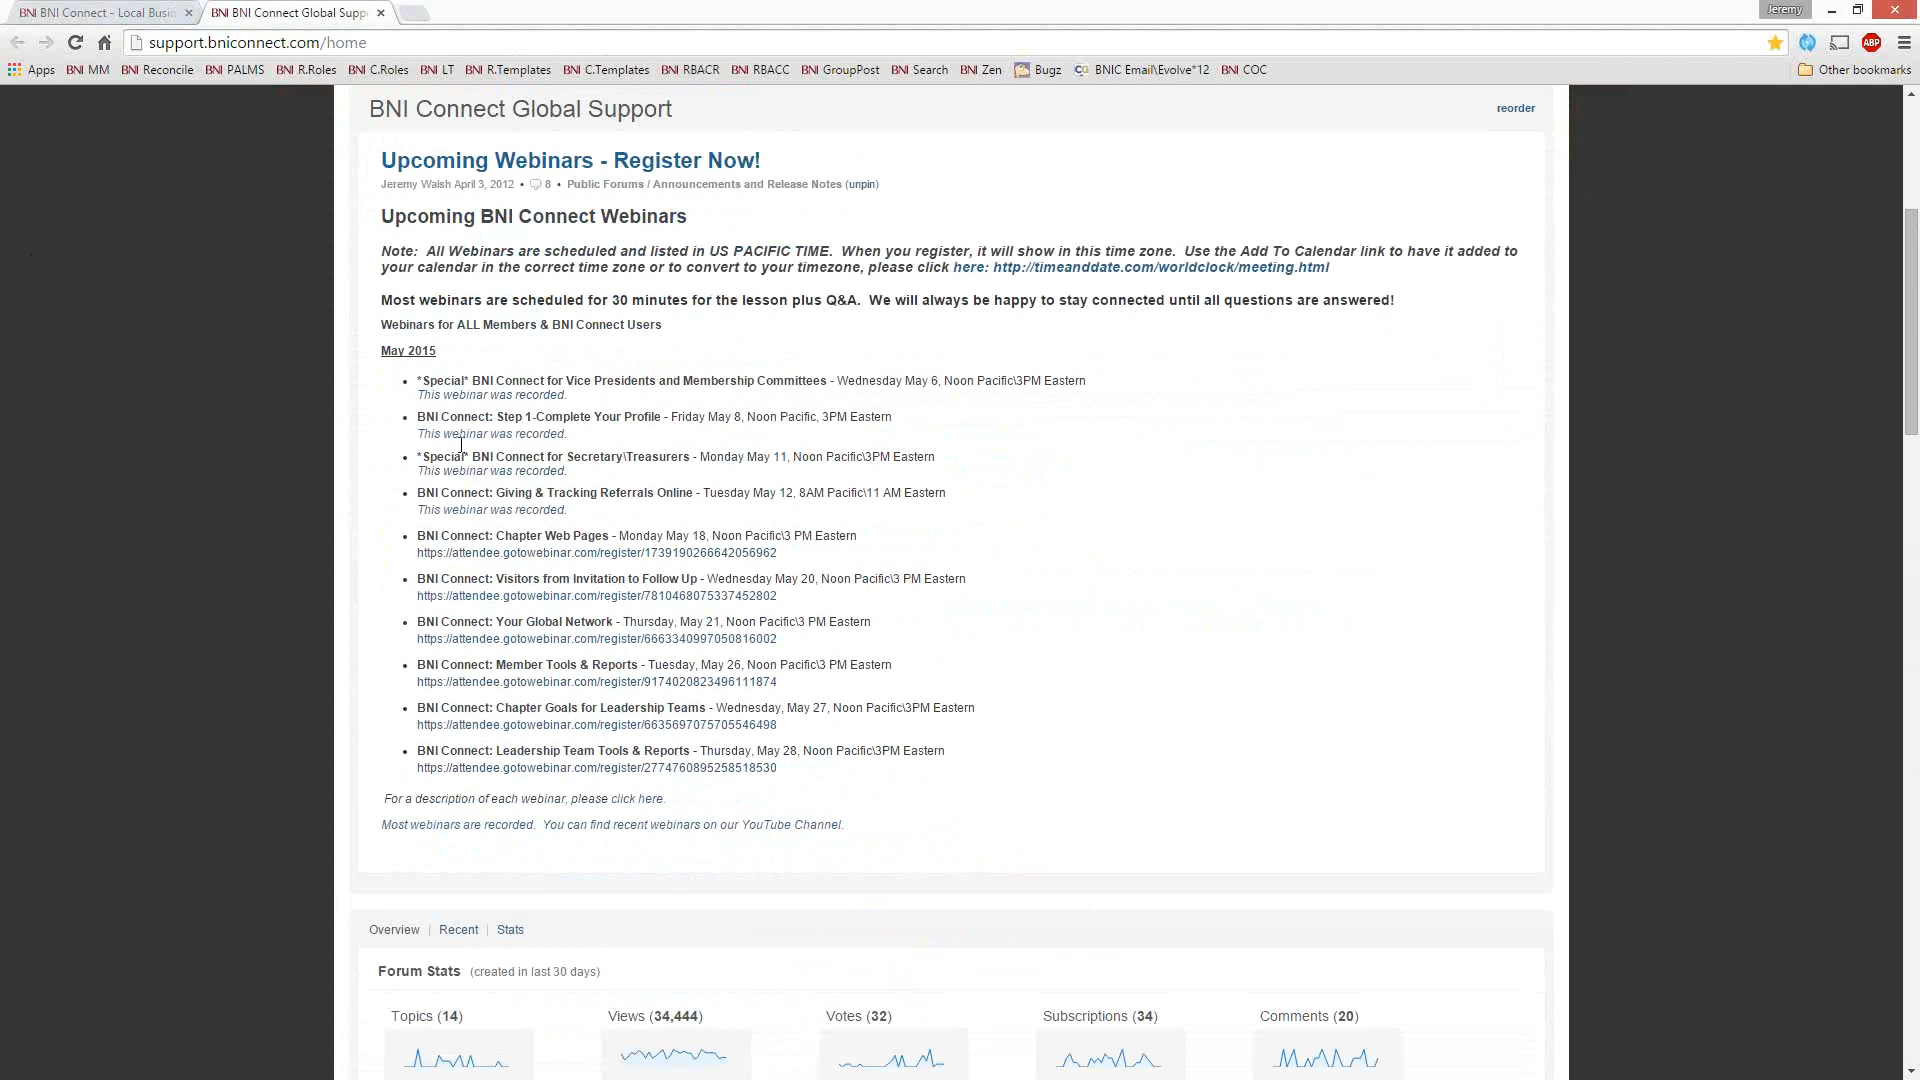 BNI BNI Connect - Local Busin
BNI BNI Connect Global Suppo
Jeremy
support.bniconnect.com/home
ABP
Apps BNI MM BNI Reconcile BNI PALMS BNI R.Roles BNI C.Roles BNI LT BNI R.Templates BNI C.Templates BNI RBACR BNI RBACC BNI GroupPost BNI Search BNI Zen Bugz CG BNIC Email\Evolve*12 BNI COC Other bookmarks
BNI Connect Global Support
reorder
Upcoming Webinars - Register Now!
Jeremy Walsh April 3, 2012 • 8 • Public Forums / Announcements and Release Notes (unpin)
Upcoming BNI Connect Webinars
Note: All Webinars are scheduled and listed in US PACIFIC TIME. When you register, it will show in this time zone. Use the Add To Calendar link to have it added to
your calendar in the correct time zone or to convert to your timezone, please click here: http://timeanddate.com/worldclock/meeting.html
Most webinars are scheduled for 30 minutes for the lesson plus Q&A. We will always be happy to stay connected until all questions are answered!
Webinars for ALL Members & BNI Connect Users
May 2015
• *Special* BNI Connect for Vice Presidents and Membership Committees - Wednesday May 6, Noon Pacific\3PM Eastern
This webinar was recorded.
• BNI Connect: Step 1-Complete Your Profile - Friday May 8, Noon Pacific, 3PM Eastern
This webinar was recorded.
• *Special* BNI Connect for Secretary\Treasurers - Monday May 11, Noon Pacific\3PM Eastern
This webinar was recorded.
• BNI Connect: Giving & Tracking Referrals Online - Tuesday May 12, 8AM Pacific\11 AM Eastern
This webinar was recorded.
• BNI Connect: Chapter Web Pages - Monday May 18, Noon Pacific\3 PM Eastern
https://attendee.gotowebinar.com/register/1739190266642056962
• BNI Connect: Visitors from Invitation to Follow Up - Wednesday May 20, Noon Pacific\3 PM Eastern
https://attendee.gotowebinar.com/register/7810468075337452802
• BNI Connect: Your Global Network - Thursday, May 21, Noon Pacific\3 PM Eastern
https://attendee.gotowebinar.com/register/6663340997050816002
• BNI Connect: Member Tools & Reports - Tuesday, May 26, Noon Pacific\3 PM Eastern
https://attendee.gotowebinar.com/register/9174020823496111874
• BNI Connect: Chapter Goals for Leadership Teams - Wednesday, May 27, Noon Pacific\3PM Eastern
https://attendee.gotowebinar.com/register/6635697075705546498
• BNI Connect: Leadership Team Tools & Reports - Thursday, May 28, Noon Pacific\3PM Eastern
https://attendee.gotowebinar.com/register/2774760895258518530
For a description of each webinar, please click here.
Most webinars are recorded. You can find recent webinars on our YouTube Channel.
Overview | Recent | Stats
Forum Stats (created in last 30 days)
Topics (14) Views (34,444) Votes (32) Subscriptions (34) Comments (20)